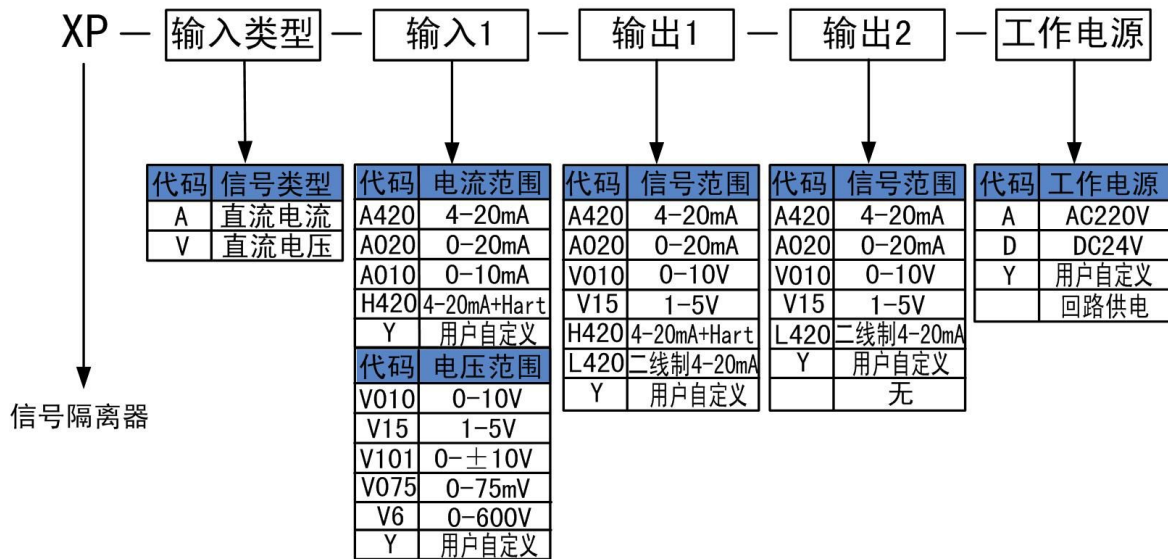 XP — 输入类型 — 输入1 — 输出1 — 输出2 — 工作电源
信号隔离器
代码 信号类型
A 直流电流
V 直流电压
代码 电流范围
A420 4-20mA
A020 0-20mA
A010 0-10mA
H420 4-20mA+Hart
Y 用户自定义
代码 电压范围
V010 0-10V
V15 1-5V
V101 0-±10V
V075 0-75mV
V6 0-600V
Y 用户自定义
代码 信号范围
A420 4-20mA
A020 0-20mA
V010 0-10V
V15 1-5V
H420 4-20mA+Hart
L420 二线制4-20mA
Y 用户自定义
代码 信号范围
A420 4-20mA
A020 0-20mA
V010 0-10V
V15 1-5V
L420 二线制4-20mA
Y 用户自定义
无
代码 工作电源
A AC220V
D DC24V
Y 用户自定义
回路供电